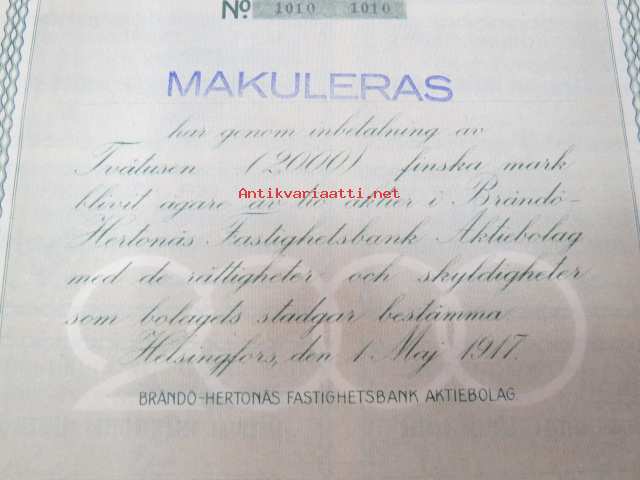 No. 1010 1010
MAKULERAS
har genom inbetalning av
Tvåtusen (2000) finska mark
Antikvariaatti.net
blivit ägare av tio aktier i Brändö-
Hertonäs Fastighetsbank Aktiebolag
med de rättigheter och skyldigheter
som bolagets stadgar bestämma
2000
Helsingfors, den 1 Maj 1917.
BRÄNDÖ-HERTONÄS FASTIGHETSBANK AKTIEBOLAG.